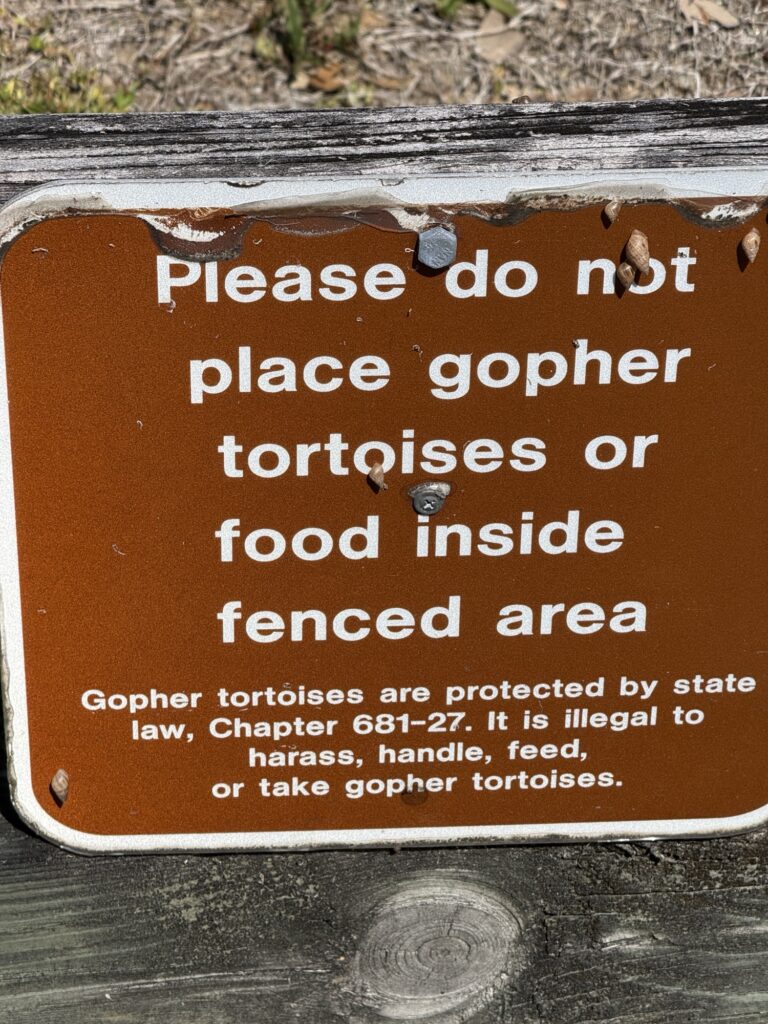 Please do not
place gopher
tortoises or
food inside
fenced area
Gopher tortoises are protected by state
law, Chapter 681-27. It is illegal to
harass, handle, feed,
or take gopher tortoises.